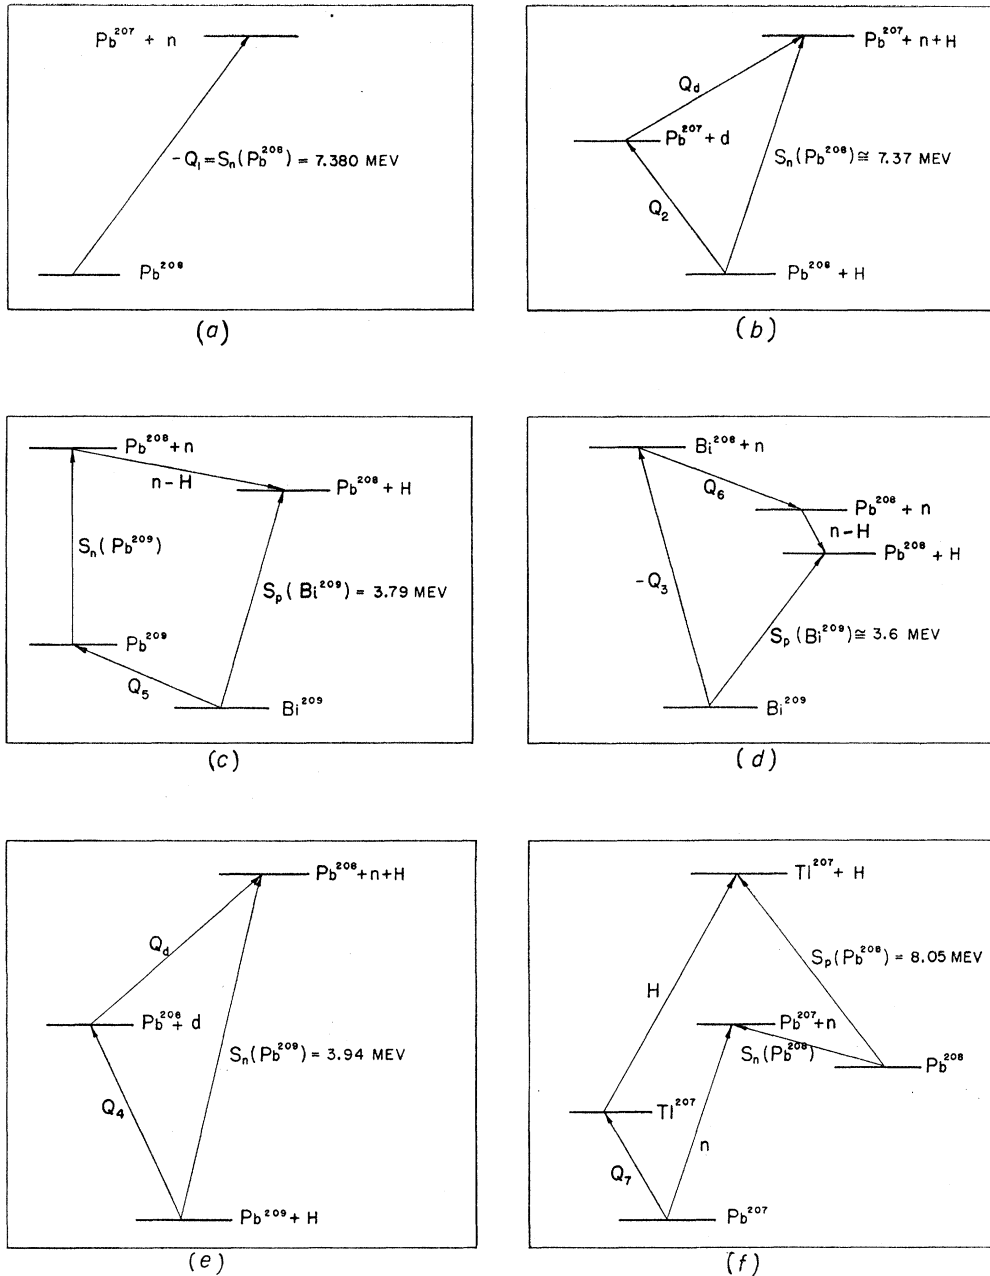 Pb²⁰⁷ + n
-Q₁ = Sₙ(Pb²⁰⁸) = 7.380 MEV
Pb²⁰⁸
(a)
Pb²⁰⁷ + n + H
Q_d
Pb²⁰⁷ + d
Sₙ(Pb²⁰⁸) ≅ 7.37 MEV
Q₂
Pb²⁰⁸ + H
(b)
Pb²⁰⁸ + n
n - H
Pb²⁰⁸ + H
Sₙ(Pb²⁰⁹)
Sₚ(Bi²⁰⁹) = 3.79 MEV
Pb²⁰⁹
Q₅
Bi²⁰⁹
(c)
Bi²⁰⁸ + n
Q₆
Pb²⁰⁸ + n
n - H
Pb²⁰⁸ + H
-Q₃
Sₚ(Bi²⁰⁹) ≅ 3.6 MEV
Bi²⁰⁹
(d)
Pb²⁰⁸ + n + H
Q_d
Pb²⁰⁸ + d
Sₙ(Pb²⁰⁹) = 3.94 MEV
Q₄
Pb²⁰⁹ + H
(e)
Tl²⁰⁷ + H
Sₚ(Pb²⁰⁸) = 8.05 MEV
H
Pb²⁰⁷ + n
Sₙ(Pb²⁰⁸)
Pb²⁰⁸
Tl²⁰⁷
n
Q₇
Pb²⁰⁷
(f)